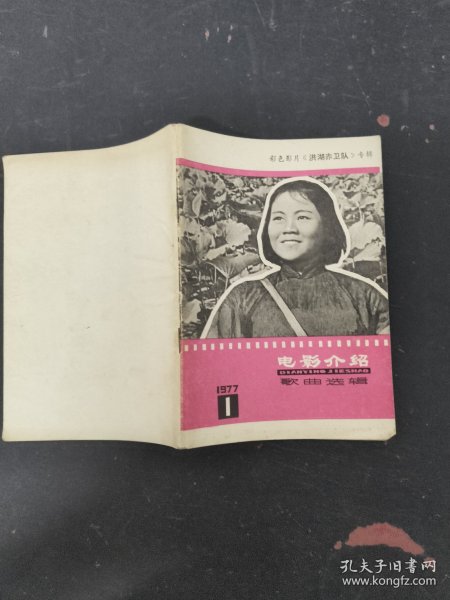 彩色影片《洪湖赤卫队》专辑
电影介绍
DIANYING JIESHAO
歌曲选辑
1977
1
孔夫子旧书网
www.kongfz.com